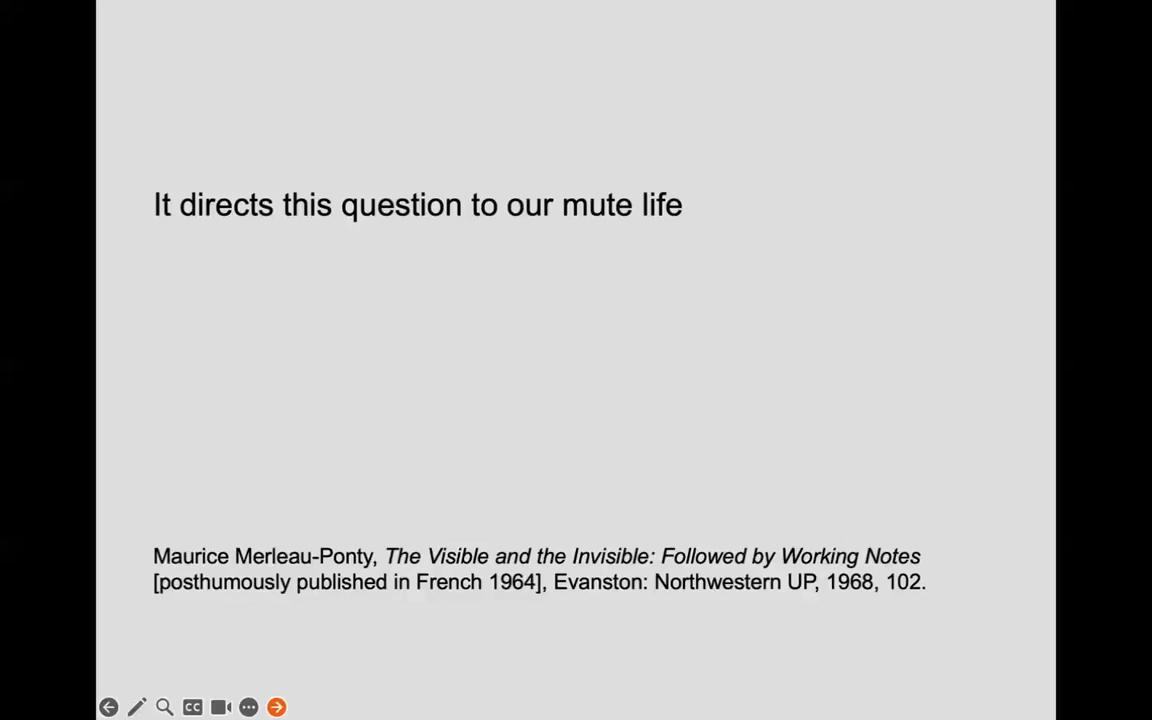 It directs this question to our mute life
Maurice Merleau-Ponty, The Visible and the Invisible: Followed by Working Notes
[posthumously published in French 1964], Evanston: Northwestern UP, 1968, 102.
CC